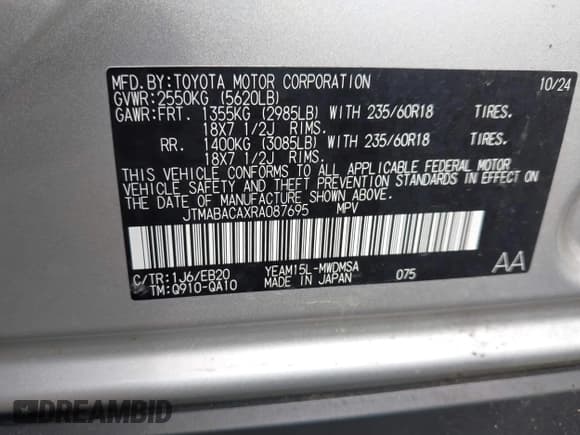 MFD.BY:TOYOTA MOTOR CORPORATION 10/24
GVWR:2550KG (5620LB)
GAWR:FRT. 1355KG (2985LB) WITH 235/60R18 TIRES.
18X7 1/2J RIMS.
RR. 1400KG (3085LB) WITH 235/60R18 TIRES.
18X7 1/2J RIMS.
THIS VEHICLE CONFORMS TO ALL APPLICABLE FEDERAL MOTOR
VEHICLE SAFETY AND THEFT PREVENTION STANDARDS IN EFFECT ON
THE DATE OF MANUFACTURE SHOWN ABOVE.
JTMABACAXRA087695 MPV
C/TR:1J6/EB20 YEAM15L-MWDMSA 075 AA
TM:Q910-QA10 MADE IN JAPAN
DREAMBID